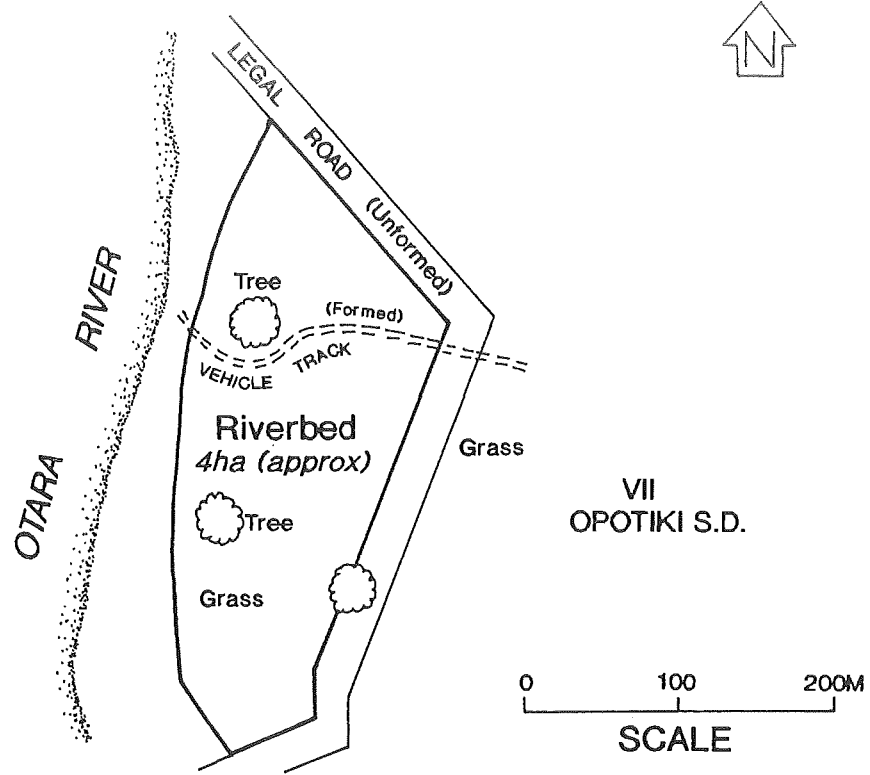 N
LEGAL ROAD (Unformed)
OTARA RIVER
Tree
(Formed)
VEHICLE TRACK
Riverbed
4ha (approx)
Grass
VII
OPOTIKI S.D.
Tree
Grass
0 100 200M
SCALE